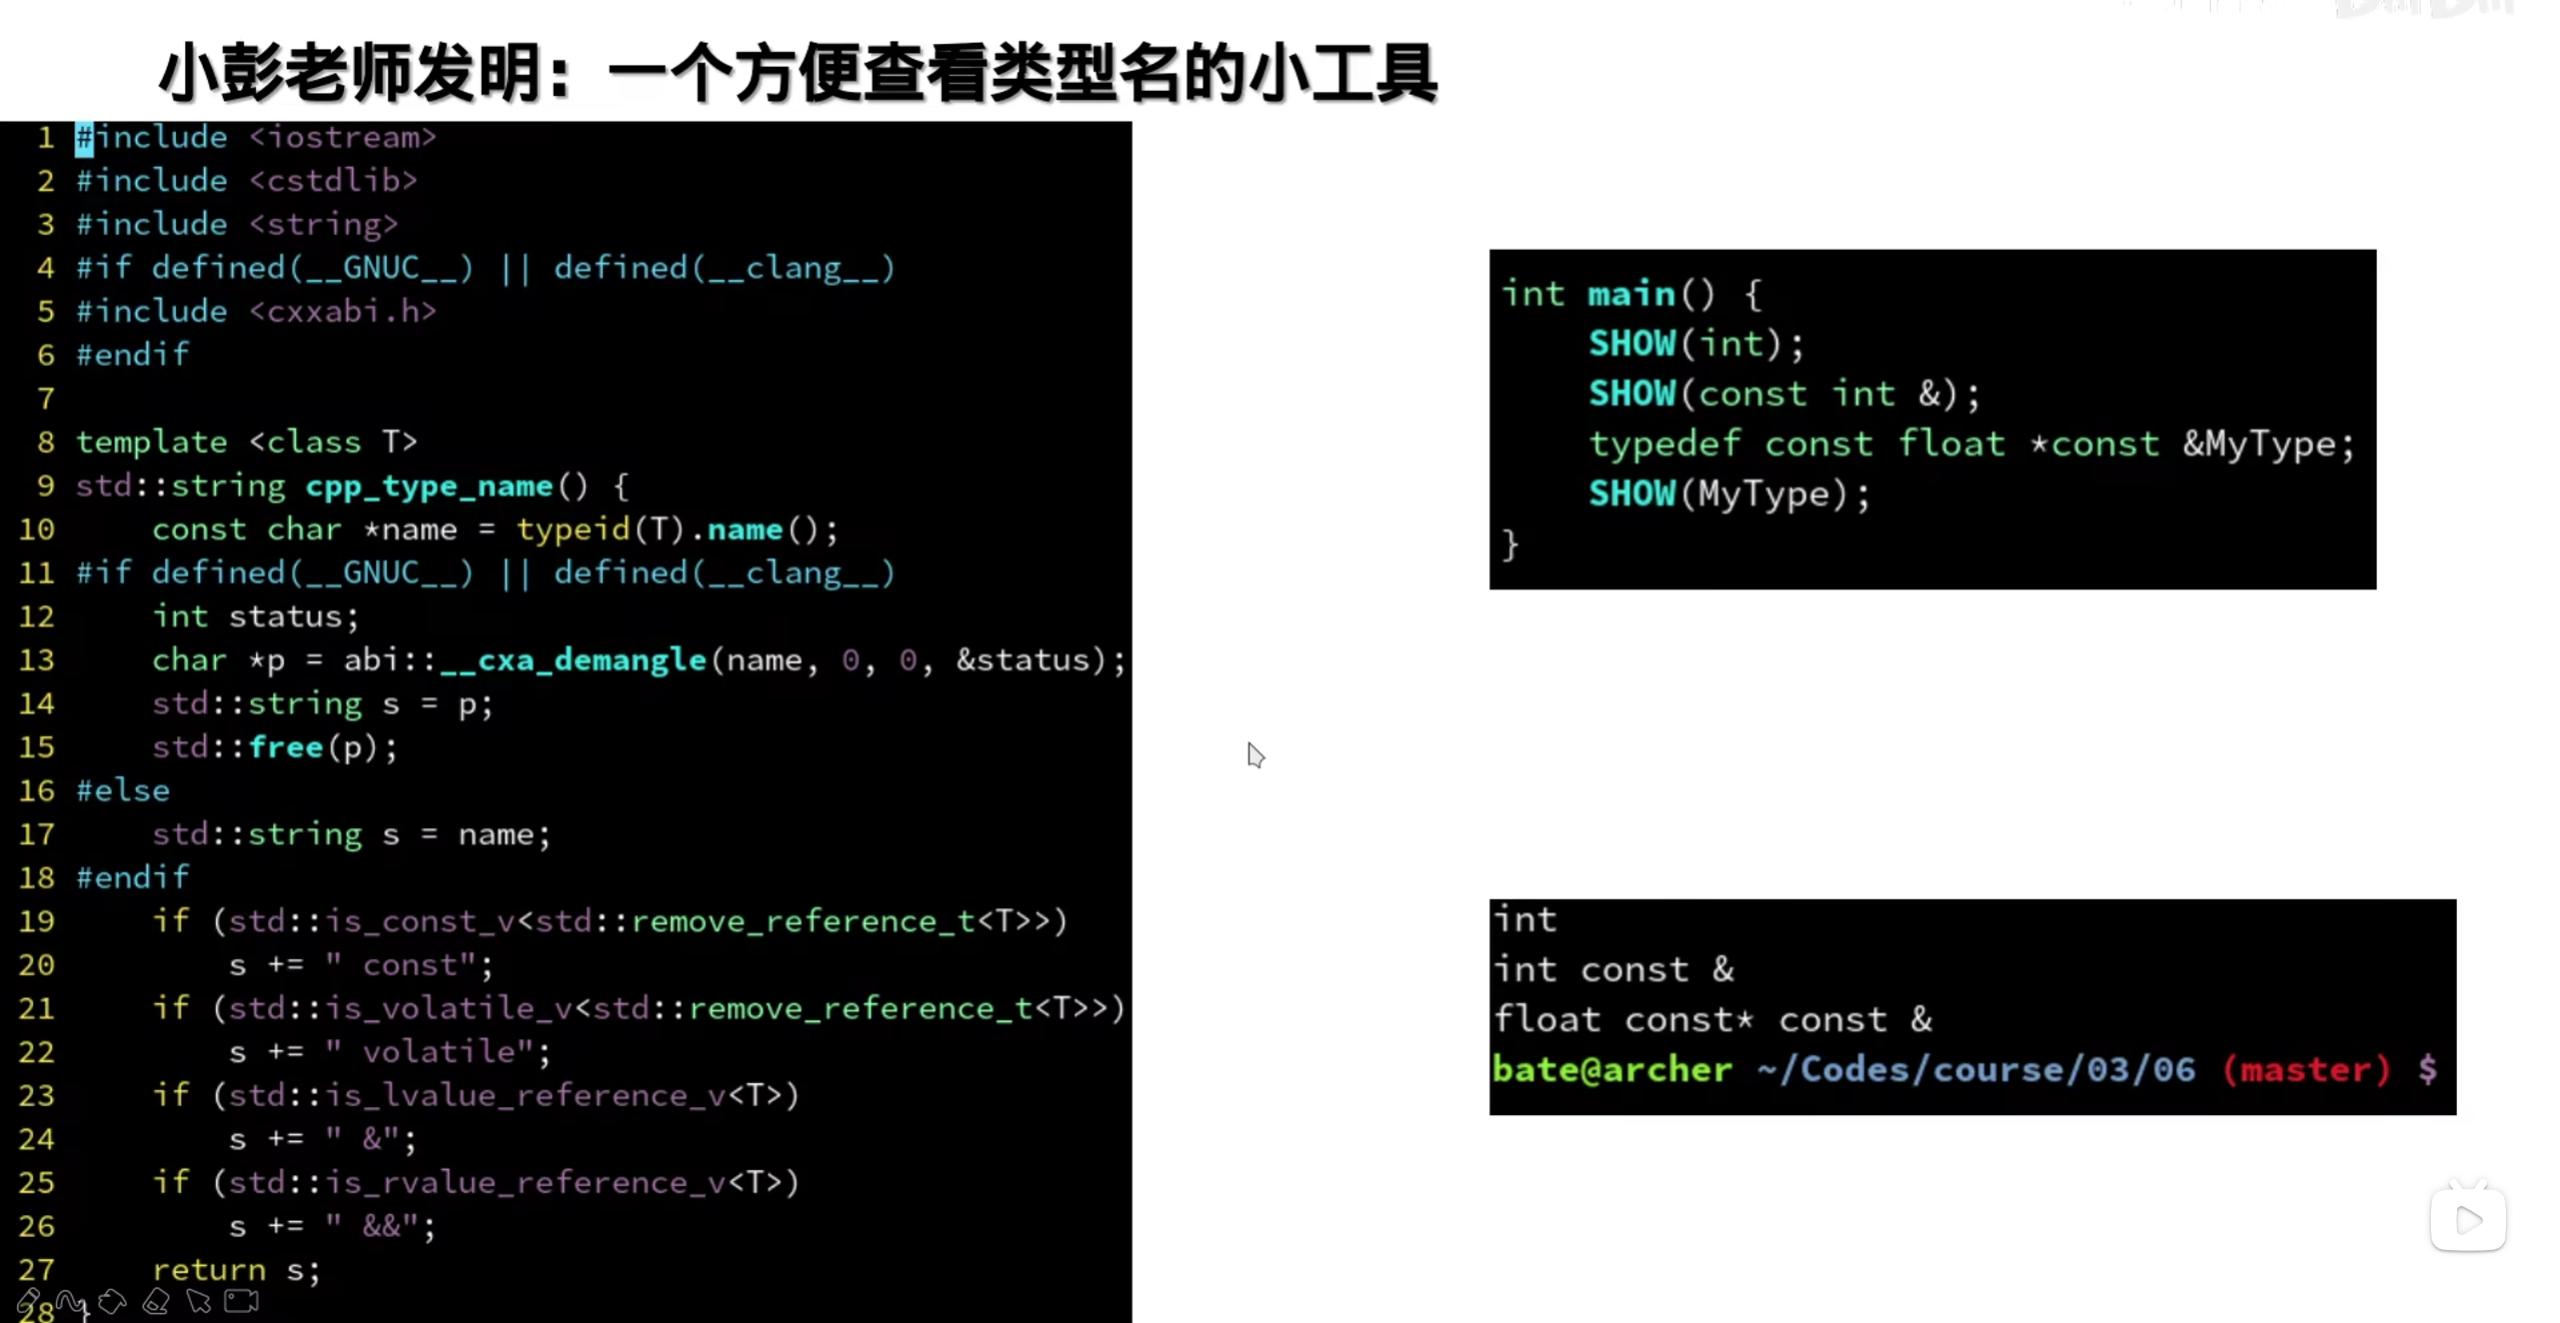 小彭老师发明：一个方便查看类型名的小工具
1 #include <iostream>
2 #include <cstdlib>
3 #include <string>
4 #if defined(__GNUC__) || defined(__clang__)
5 #include <cxxabi.h>
6 #endif
7
8 template <class T>
9 std::string cpp_type_name() {
10     const char *name = typeid(T).name();
11 #if defined(__GNUC__) || defined(__clang__)
12     int status;
13     char *p = abi::__cxa_demangle(name, 0, 0, &status);
14     std::string s = p;
15     std::free(p);
16 #else
17     std::string s = name;
18 #endif
19     if (std::is_const_v<std::remove_reference_t<T>>)
20         s += " const";
21     if (std::is_volatile_v<std::remove_reference_t<T>>)
22         s += " volatile";
23     if (std::is_lvalue_reference_v<T>)
24         s += " &";
25     if (std::is_rvalue_reference_v<T>)
26         s += " &&";
27     return s;
28 }
int main() {
    SHOW(int);
    SHOW(const int &);
    typedef const float *const &MyType;
    SHOW(MyType);
}
int
int const &
float const* const &
bate@archer ~/Codes/course/03/06 (master) $